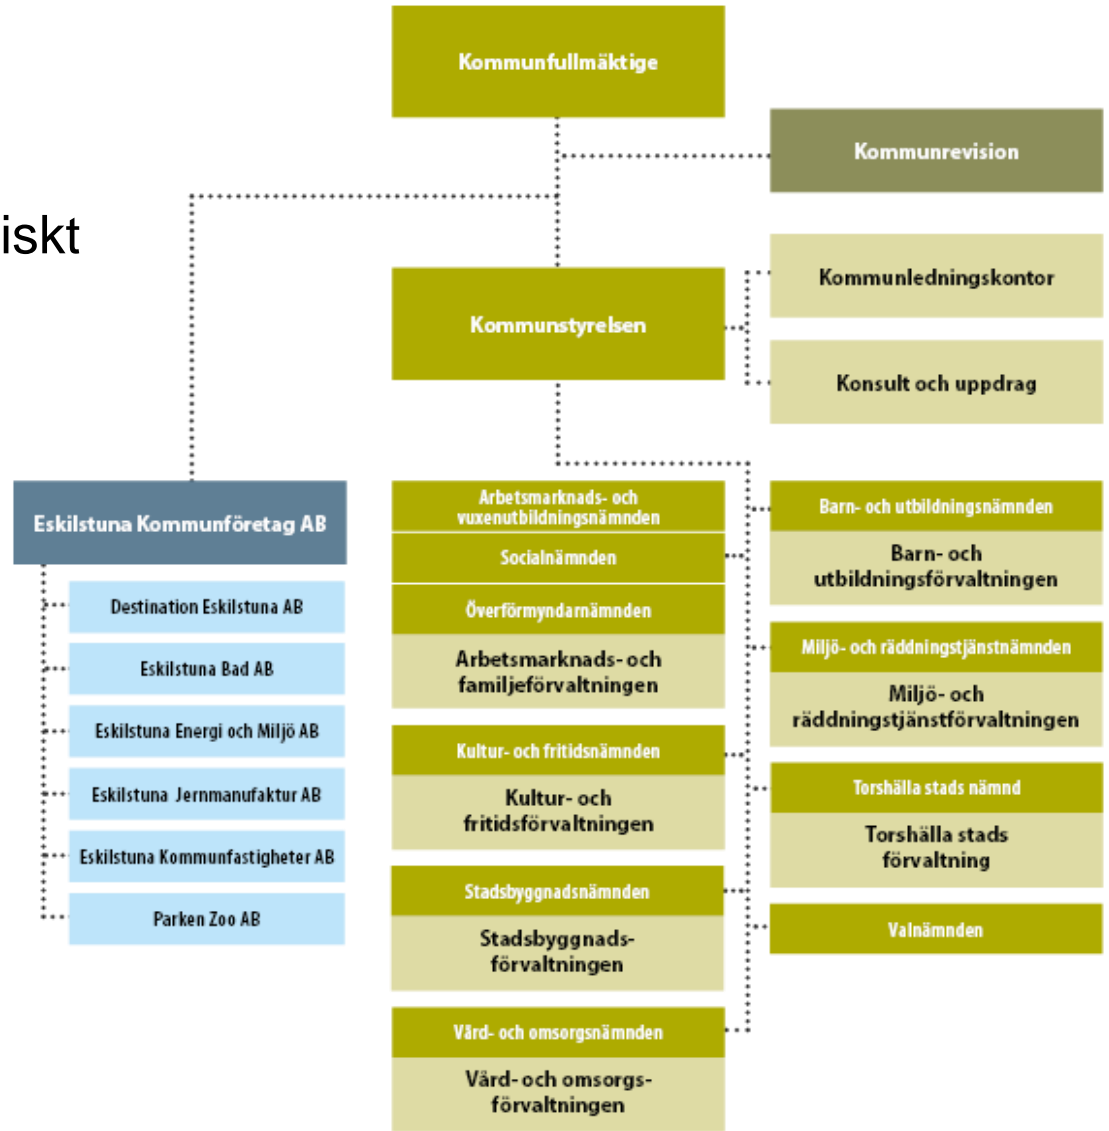 Kommunfullmäktige
Kommunrevision
iskt
Kommunledningskontor
Kommunstyrelsen
Konsult och uppdrag
Eskilstuna Kommunföretag AB
Destination Eskilstuna AB
Eskilstuna Bad AB
Eskilstuna Energi och Miljö AB
Eskilstuna Jernmanufaktur AB
Eskilstuna Kommunfastigheter AB
Parken Zoo AB
Arbetsmarknads- och
vuxenutbildningsnämnden
Socialnämnden
Överförmyndarnämnden
Arbetsmarknads- och
familjeförvaltningen
Kultur- och fritidsnämnden
Kultur- och
fritidsförvaltningen
Stadsbyggnadsnämnden
Stadsbyggnads-
förvaltningen
Vård- och omsorgsnämnden
Vård- och omsorgs-
förvaltningen
Barn- och utbildningsnämnden
Barn- och
utbildningsförvaltningen
Miljö- och räddningstjänstnämnden
Miljö- och
räddningstjänstförvaltningen
Torshälla stads nämnd
Torshälla stads
förvaltning
Valnämnden